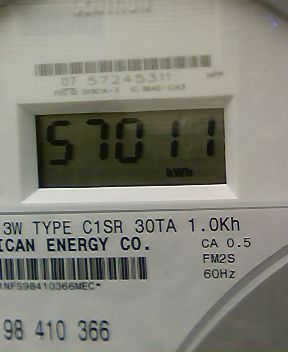 CENTRON
07 57245311
57011
kWh
3W TYPE C1SR 30TA 1.0Kh
ICAN ENERGY CO.
CA 0.5
FM2S
60Hz
98 410 366